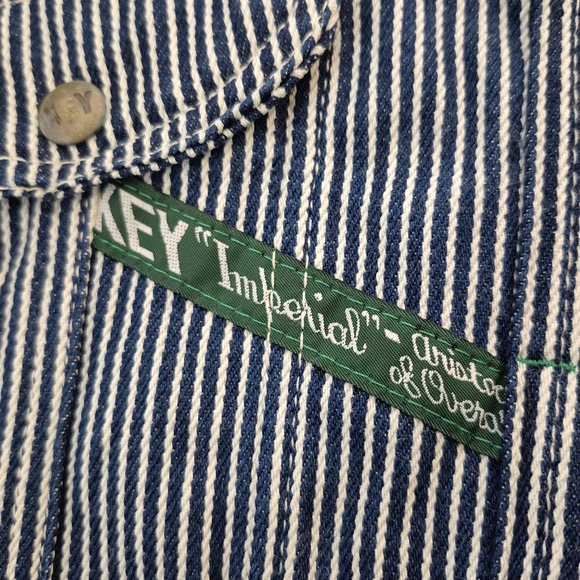 KEY "Imperial" - aristoc
of Overa